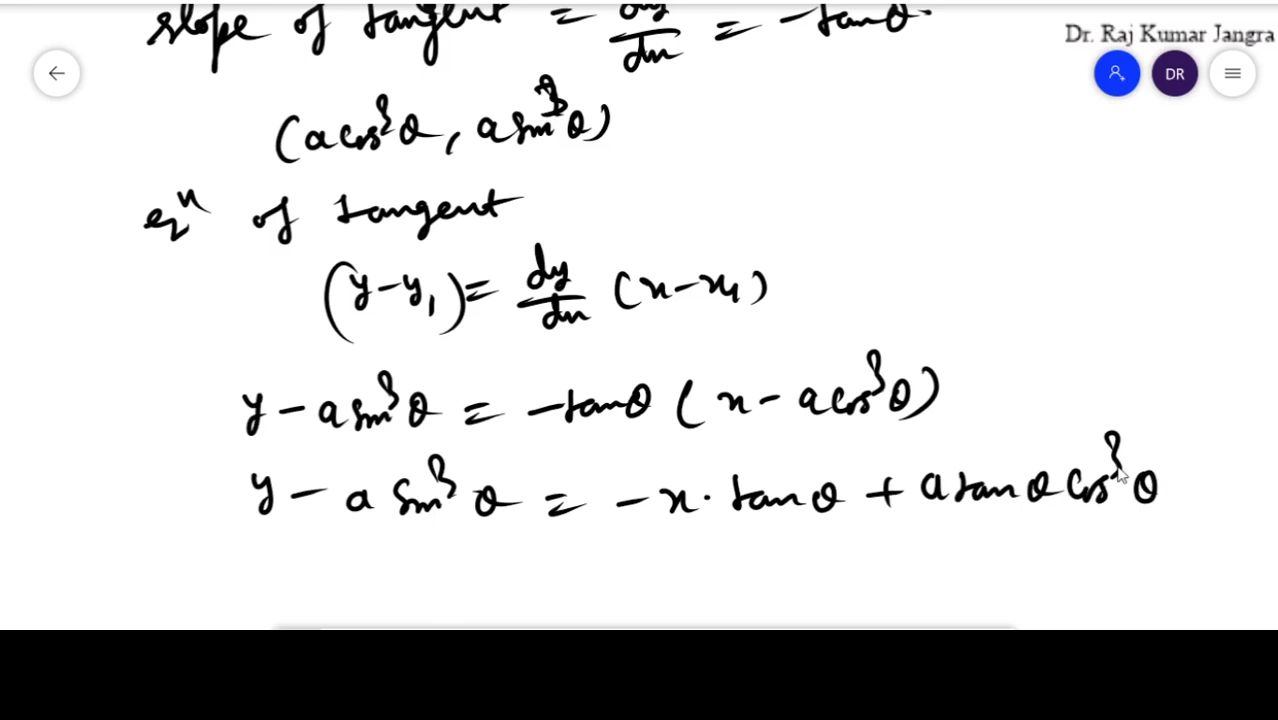 slope of tangent = dy/dx = -tanθ.
Dr. Raj Kumar Jangra
DR
(a cos³θ, a sin³θ)
eqⁿ of tangent
(y-y₁) = dy/dx (x-x₁)
y - a sin³θ = -tanθ (x - a cos³θ)
y - a sin³θ = -x. tanθ + a tanθ cos³θ